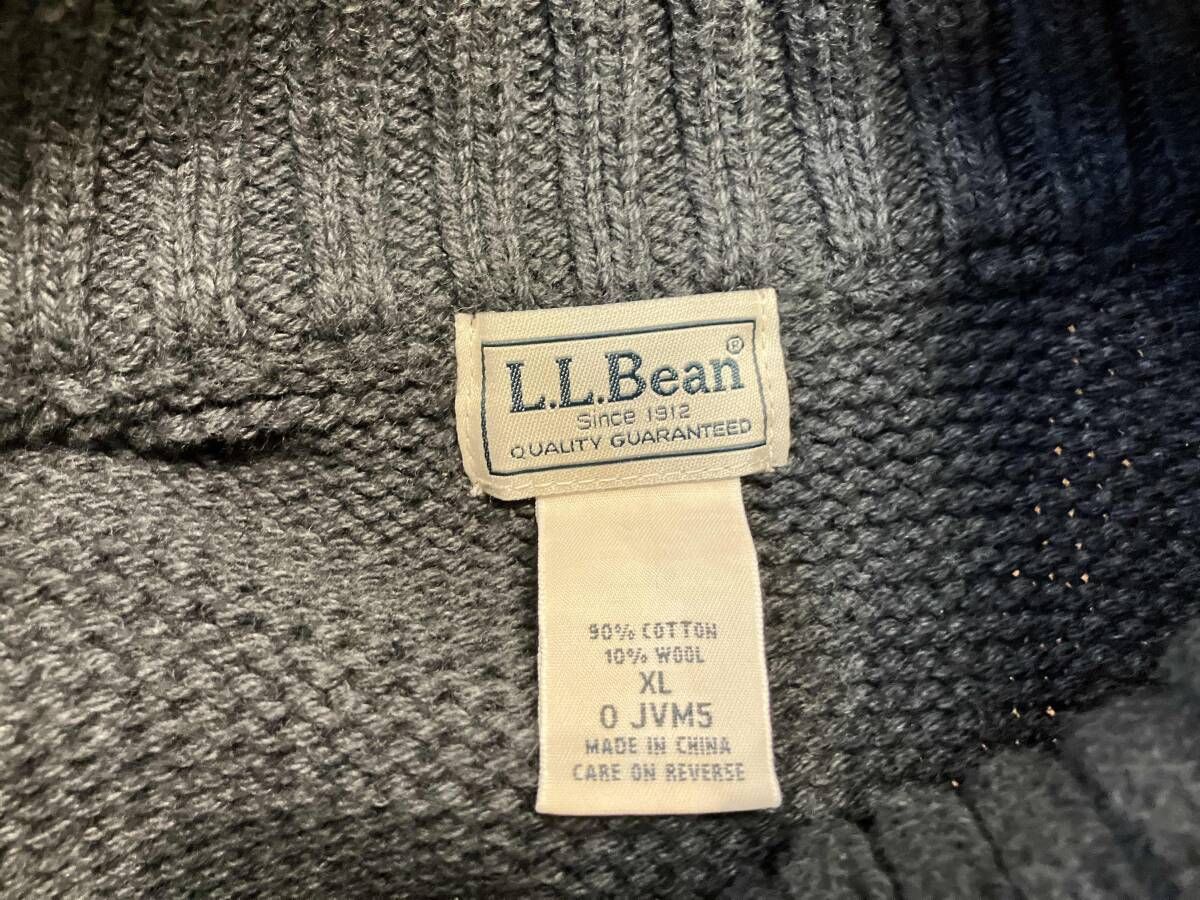 L.L.Bean®
Since 1912
QUALITY GUARANTEED
90% COTTON
10% WOOL
XL
0 JVM5
MADE IN CHINA
CARE ON REVERSE